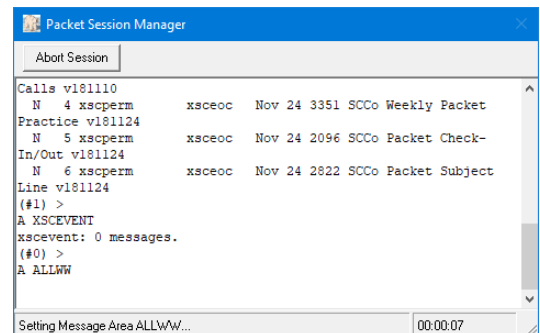 Packet Session Manager
Abort Session
Calls v181110
N 4 xscperm xsceoc Nov 24 3351 SCCo Weekly Packet
Practice v181124
N 5 xscperm xsceoc Nov 24 2096 SCCo Packet Check-
In/Out v181124
N 6 xscperm xsceoc Nov 24 2822 SCCo Packet Subject
Line v181124
(#1) >
A XSCEVENT
xscevent: 0 messages.
(#0) >
A ALLWW
Setting Message Area ALLWW... 00:00:07